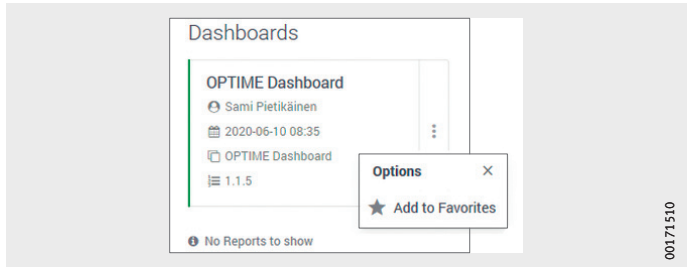 Dashboards
OPTIME Dashboard
Sami Pietikäinen
2020-06-10 08:35
OPTIME Dashboard
1.1.5
Options
Add to Favorites
No Reports to show
00171510